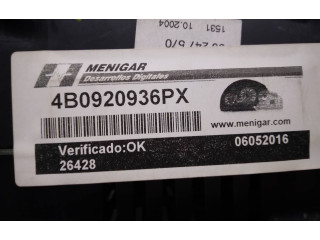 1531 10.2004
MENIGAR
Desarrollos Digitales
4B0920936PX
www.menigar.com
Verificado:OK
06052016
26428